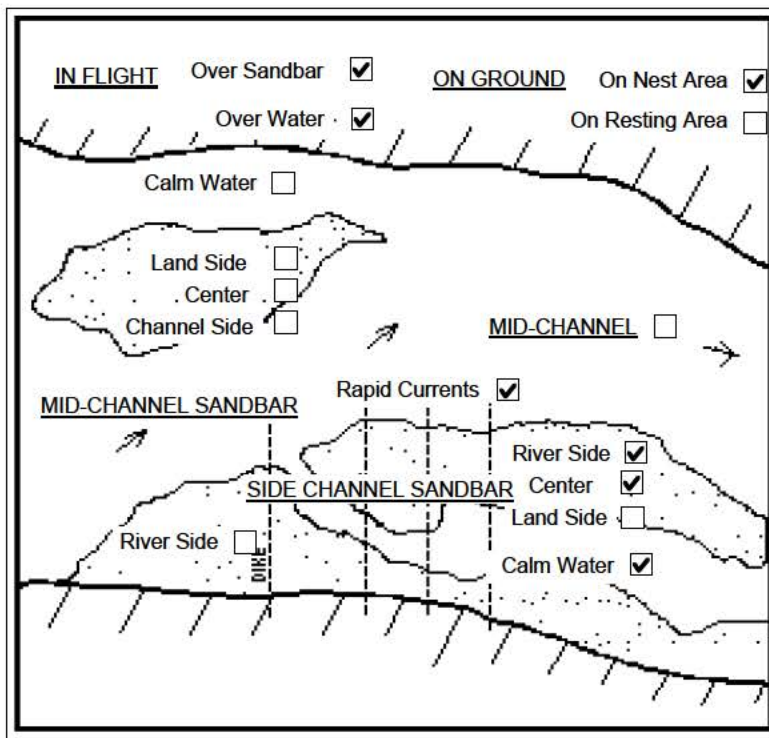 IN FLIGHT Over Sandbar ON GROUND On Nest Area
Over Water On Resting Area
Calm Water
Land Side
Center
Channel Side
MID-CHANNEL
Rapid Currents
MID-CHANNEL SANDBAR
River Side
SIDE CHANNEL SANDBAR Center
Land Side
River Side
DIKE
Calm Water